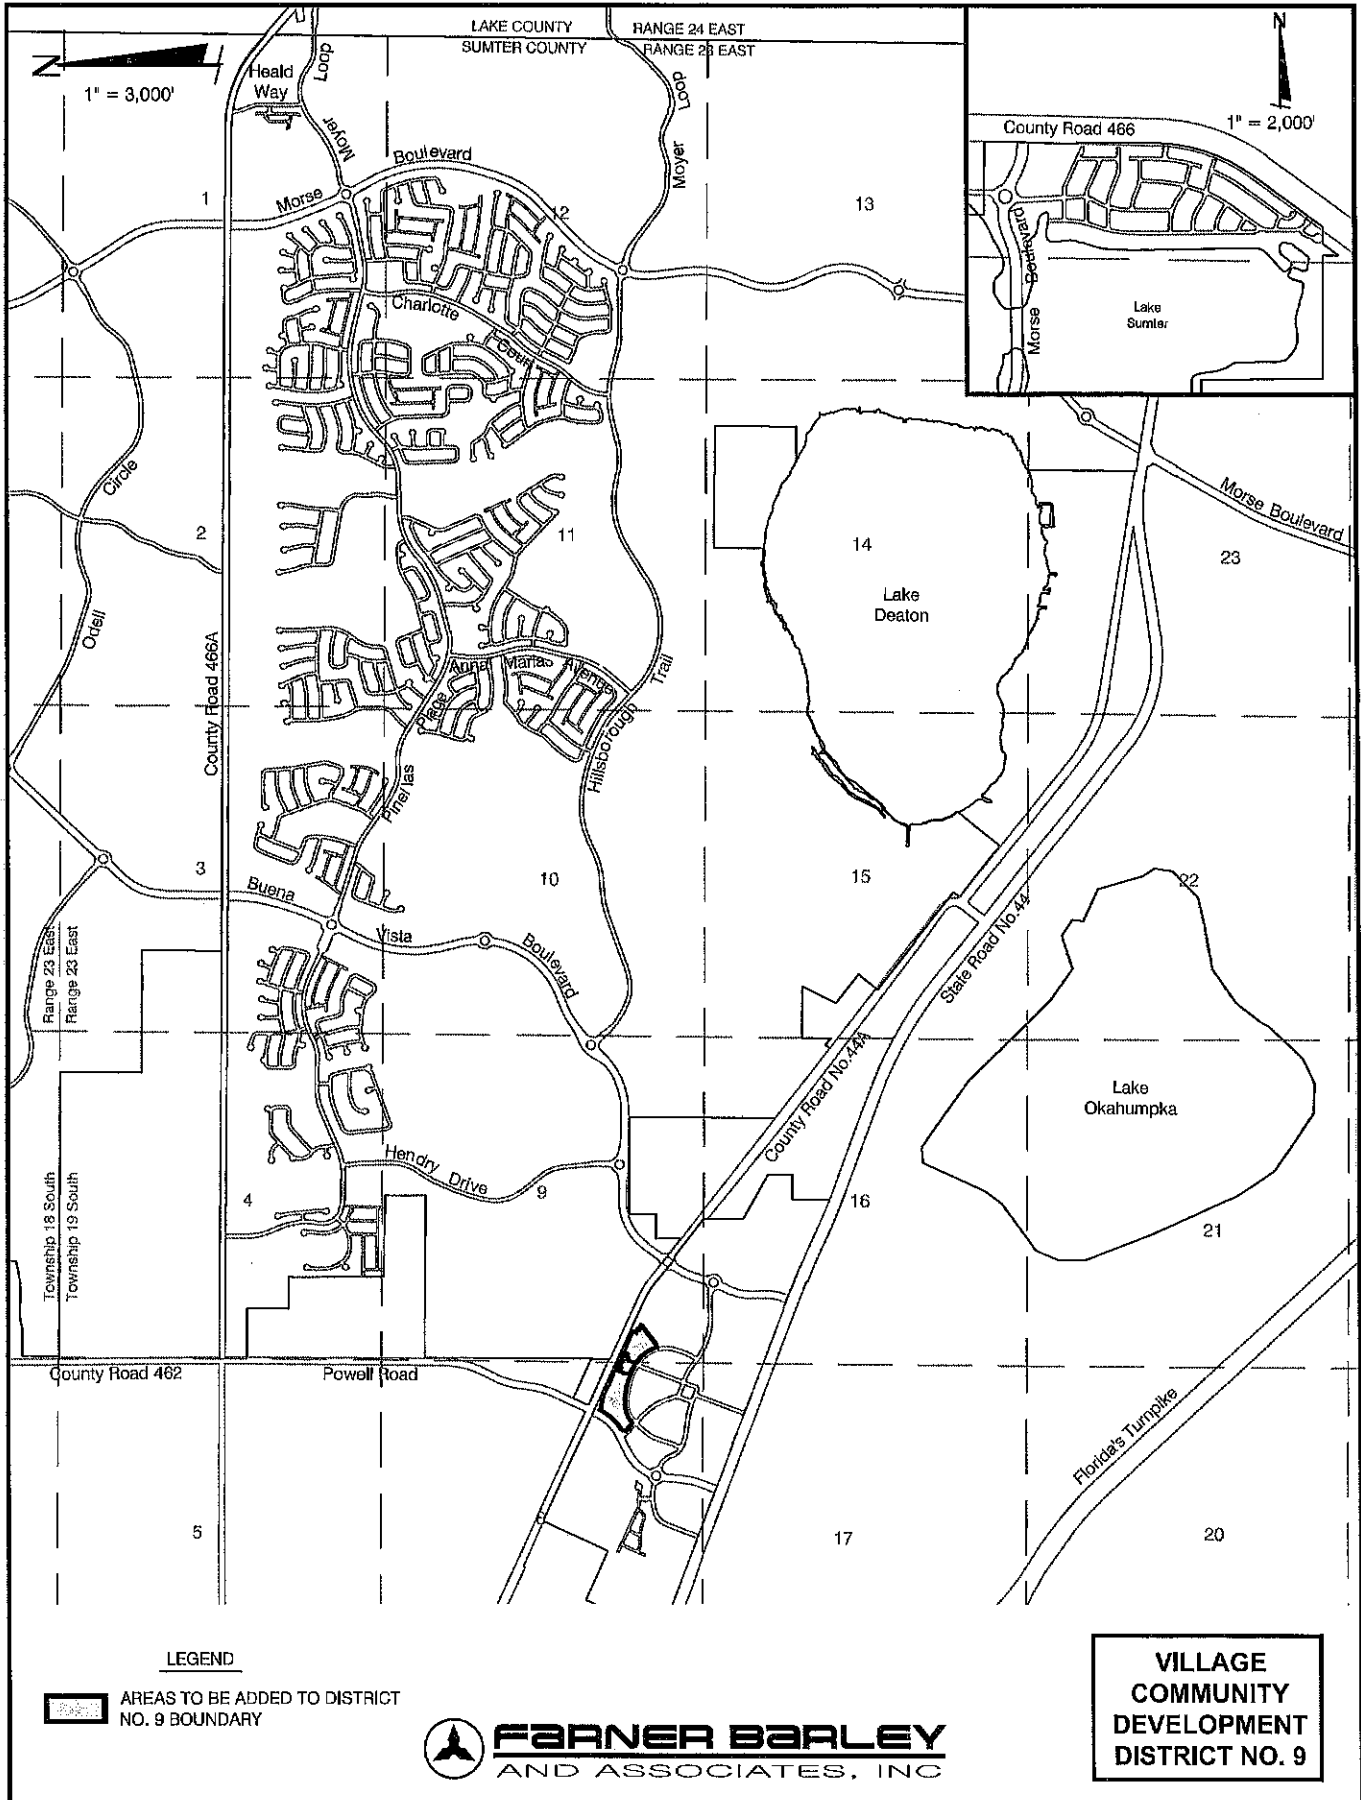 LAKE COUNTY
RANGE 24 EAST
SUMTER COUNTY
RANGE 23 EAST
N
1" = 3,000'
Heald
Way
Loop
Moyer
Loop
Moyer
N
1" = 2,000'
County Road 466
Morse Boulevard
Lake
Sumter
Boulevard
Morse
1
12
13
Charlotte
Court
Circle
2
11
14
Lake
Deaton
Morse Boulevard
23
Odell
County Road 466A
Anna Marias Avenue
Trail
Place
Hillsborough
Pinellas
3
Buena
10
15
22
Vista
Boulevard
State Road No.44
Range 23 East
Range 23 East
County Road No.44A
Lake
Okahumpka
Hendry Drive
4
9
16
21
Township 18 South
Township 19 South
County Road 462
Powell Road
Florida's Turnpike
5
17
20
LEGEND
AREAS TO BE ADDED TO DISTRICT
NO. 9 BOUNDARY
FARNER BARLEY
AND ASSOCIATES, INC
VILLAGE
COMMUNITY
DEVELOPMENT
DISTRICT NO. 9